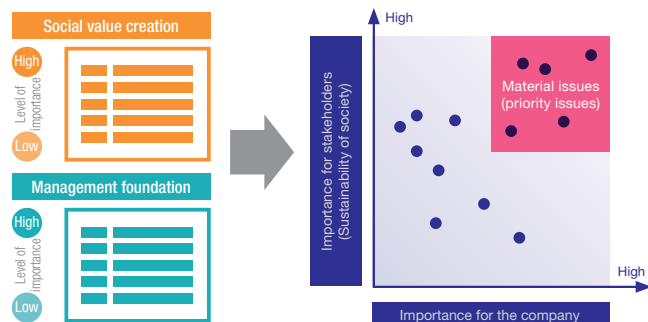 Social value creation
High
Level of
importance
Low
Management foundation
High
Level of
importance
Low
High
Importance for stakeholders
(Sustainability of society)
Material issues
(priority issues)
High
Importance for the company